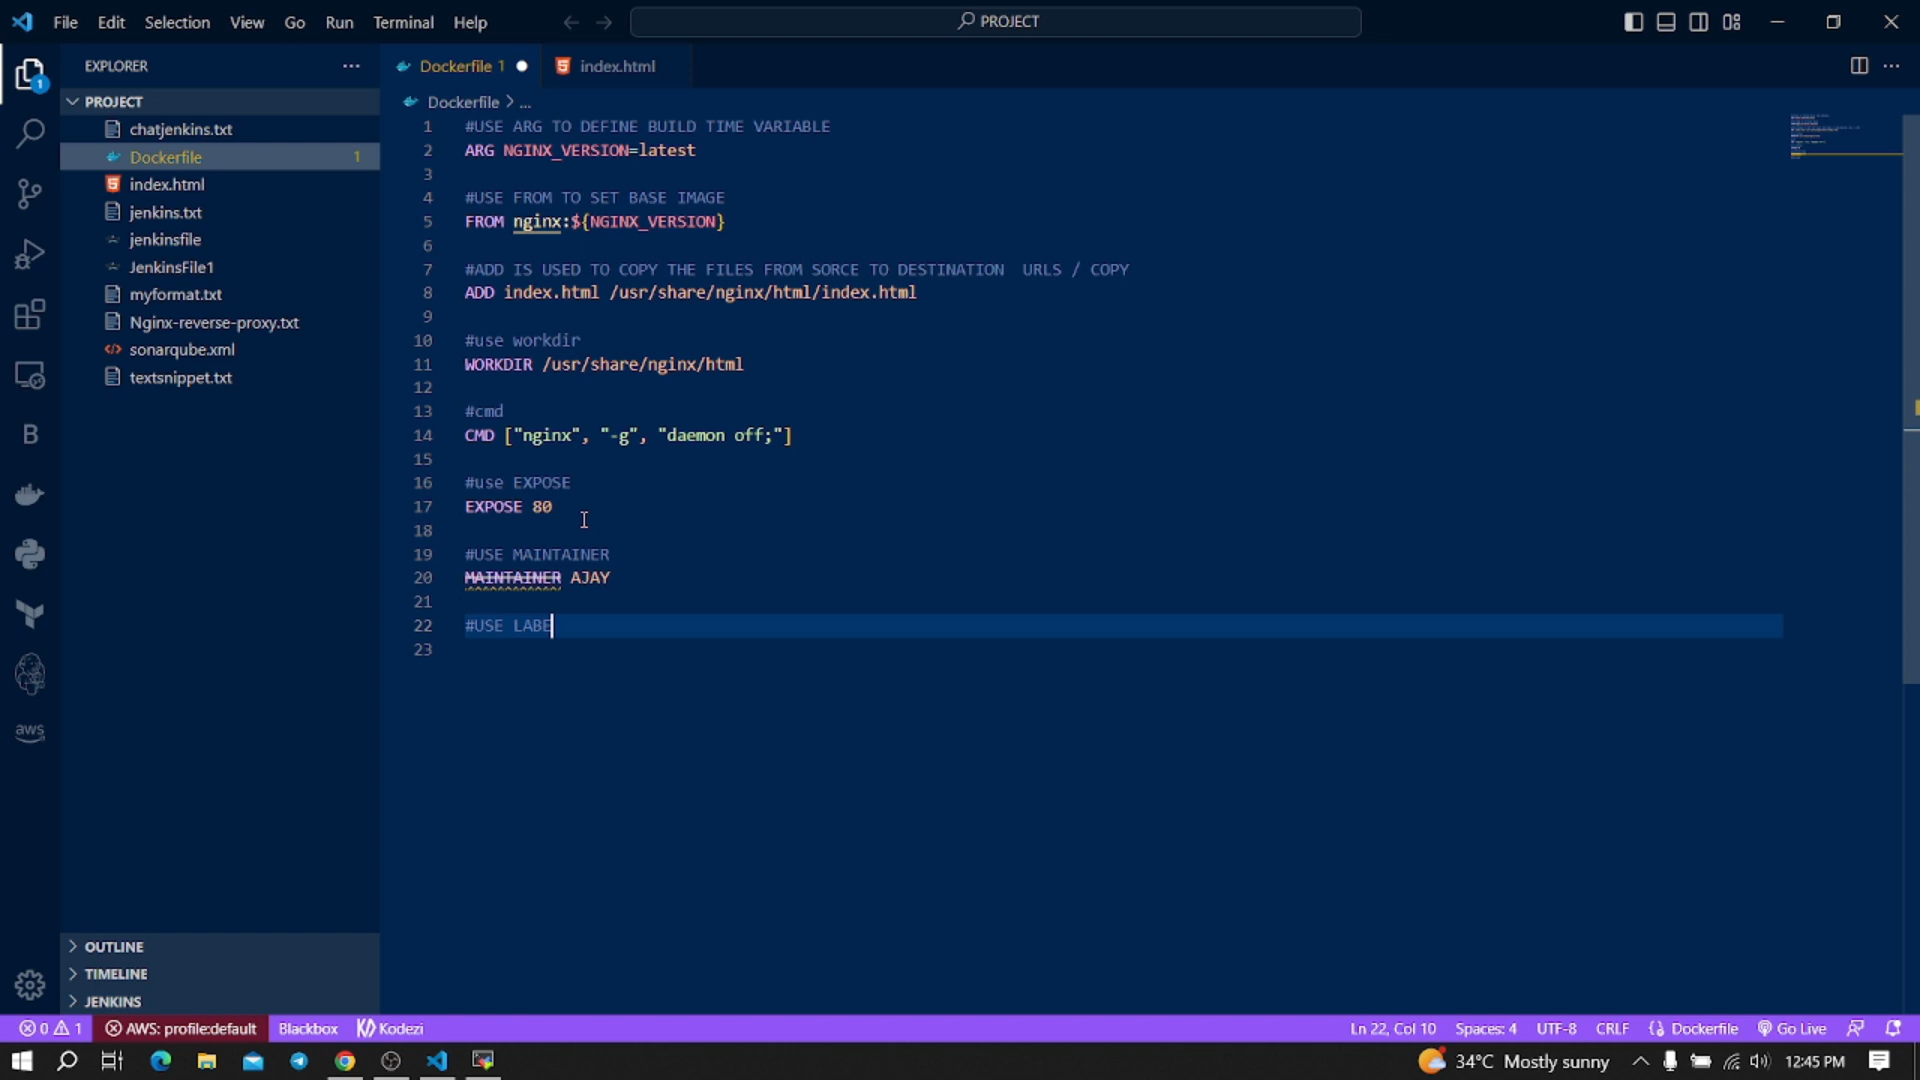 File Edit Selection View Go Run Terminal Help
PROJECT
EXPLORER
PROJECT
chatjenkins.txt
Dockerfile 1
index.html
jenkins.txt
jenkinsfile
JenkinsFile1
myformat.txt
Nginx-reverse-proxy.txt
sonarqube.xml
textsnippet.txt
OUTLINE
TIMELINE
JENKINS
1
B
aws
Dockerfile 1
index.html
Dockerfile > ...
1 #USE ARG TO DEFINE BUILD TIME VARIABLE
2 ARG NGINX_VERSION=latest
3
4 #USE FROM TO SET BASE IMAGE
5 FROM nginx:${NGINX_VERSION}
6
7 #ADD IS USED TO COPY THE FILES FROM SORCE TO DESTINATION  URLS / COPY
8 ADD index.html /usr/share/nginx/html/index.html
9
10 #use workdir
11 WORKDIR /usr/share/nginx/html
12
13 #cmd
14 CMD ["nginx", "-g", "daemon off;"]
15
16 #use EXPOSE
17 EXPOSE 80
18
19 #USE MAINTAINER
20 MAINTAINER AJAY
21
22 #USE LABE
23
0 1 AWS: profile:default Blackbox Kodezi Ln 22, Col 10 Spaces: 4 UTF-8 CRLF Dockerfile Go Live
34°C Mostly sunny 12:45 PM